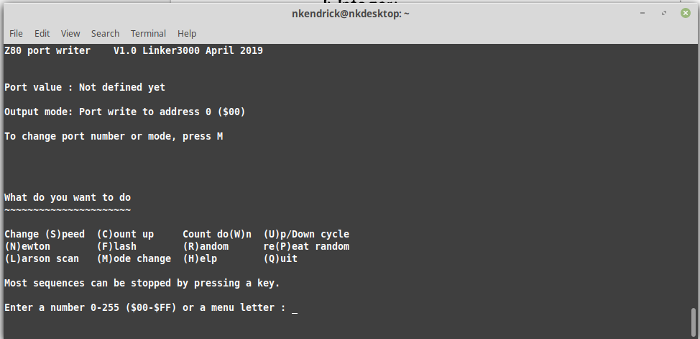 nkendrick@nkdesktop: ~
File Edit View Search Terminal Help
Z80 port writer    V1.0 Linker3000 April 2019
Port value : Not defined yet
Output mode: Port write to address 0 ($00)
To change port number or mode, press M
What do you want to do
~~~~~~~~~~~~~~~~~~~~~~
Change (S)peed  (C)ount up     Count do(W)n  (U)p/Down cycle
(N)ewton        (F)lash        (R)andom      re(P)eat random
(L)arson scan   (M)ode change  (H)elp        (Q)uit
Most sequences can be stopped by pressing a key.
Enter a number 0-255 ($00-$FF) or a menu letter : _